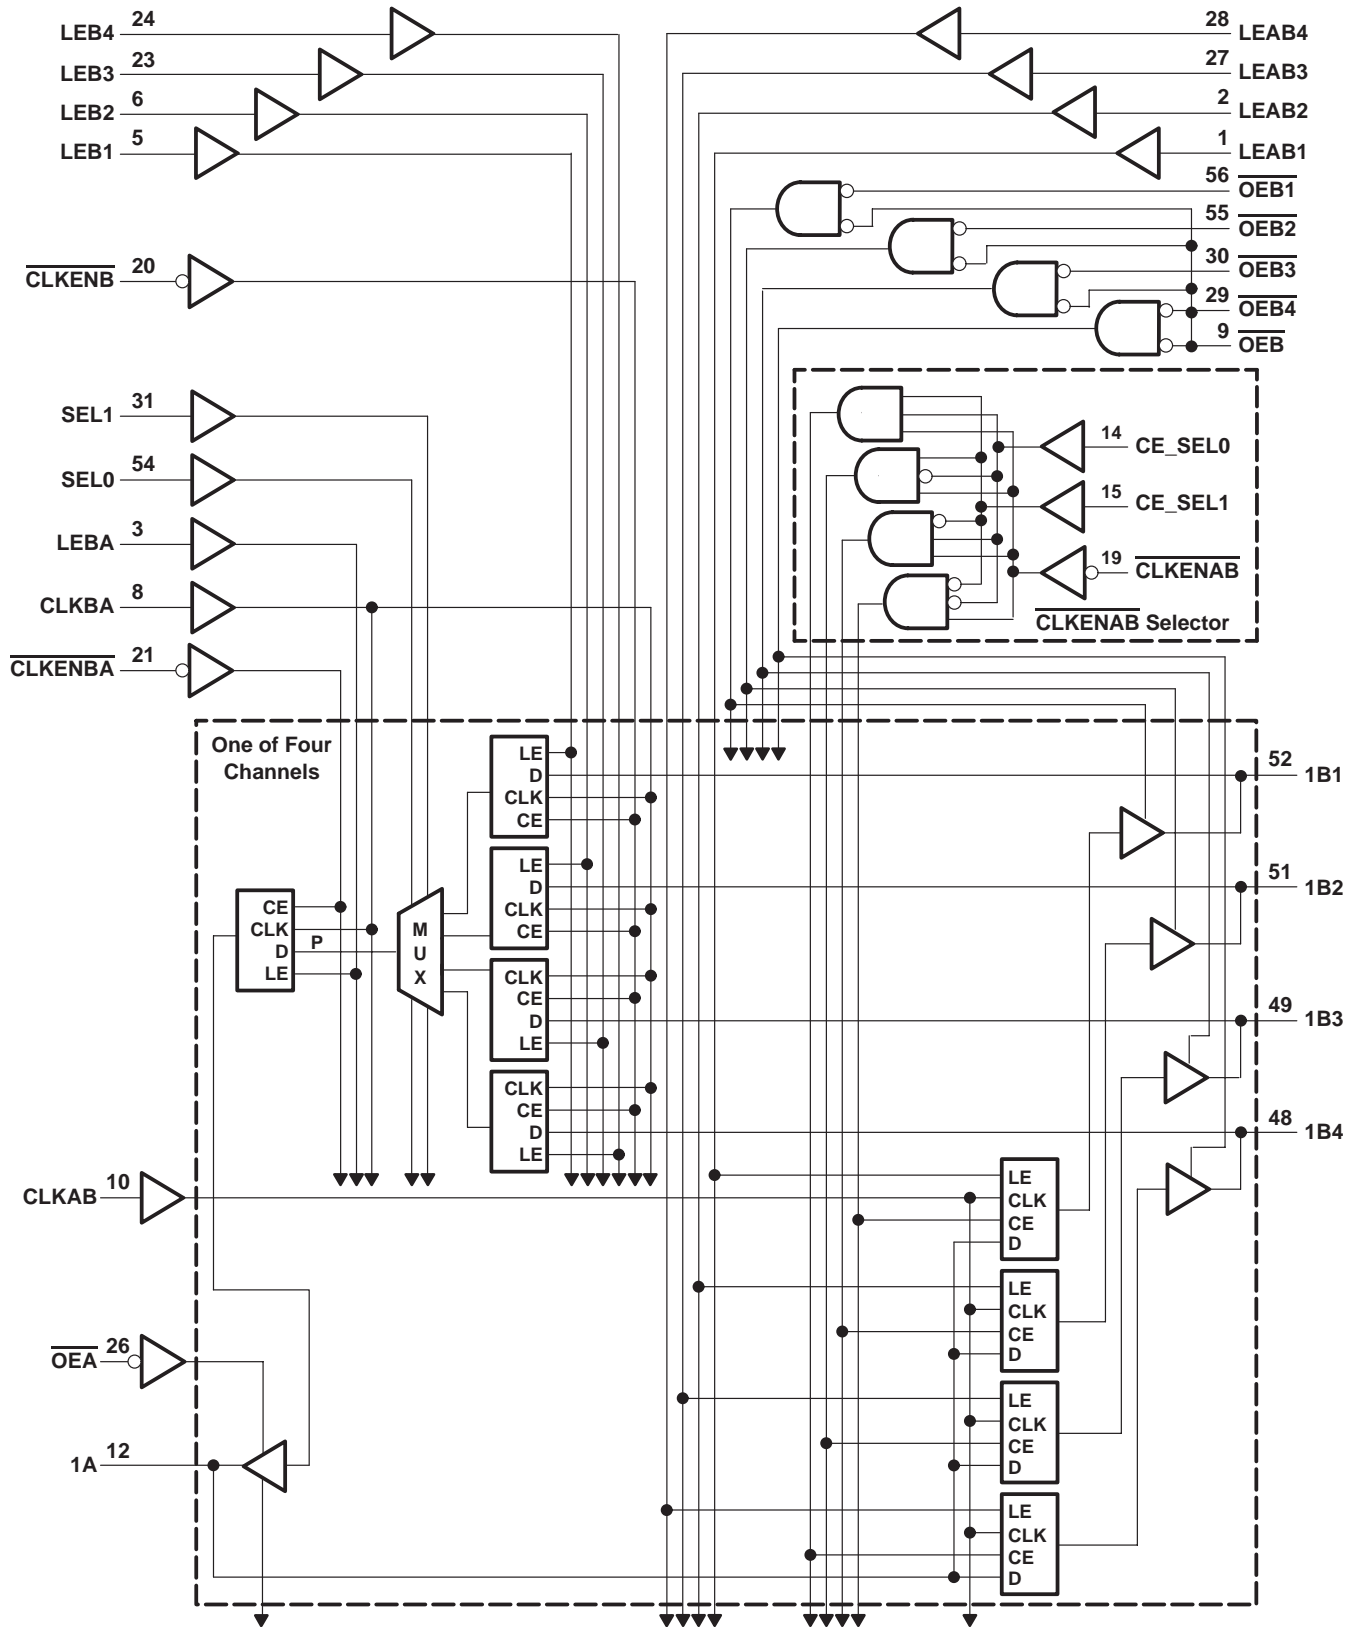 LEB4 24
LEB3 23
LEB2 6
LEB1 5
28 LEAB4
27 LEAB3
2 LEAB2
1 LEAB1
56 OEB1
55 OEB2
30 OEB3
29 OEB4
9 OEB
CLKENB 20
SEL1 31
SEL0 54
LEBA 3
CLKBA 8
CLKENBA 21
14 CE_SEL0
15 CE_SEL1
19 CLKENAB
CLKENAB Selector
One of Four
Channels
LE
D
CLK
CE
52 1B1
LE
D
CLK
CE
51 1B2
CE
CLK
D P
LE
M
U
X
CLK
CE
D
LE
49 1B3
CLK
CE
D
LE
48 1B4
CLKAB 10
LE
CLK
CE
D
LE
CLK
CE
D
OEA 26
LE
CLK
CE
D
1A 12
LE
CLK
CE
D